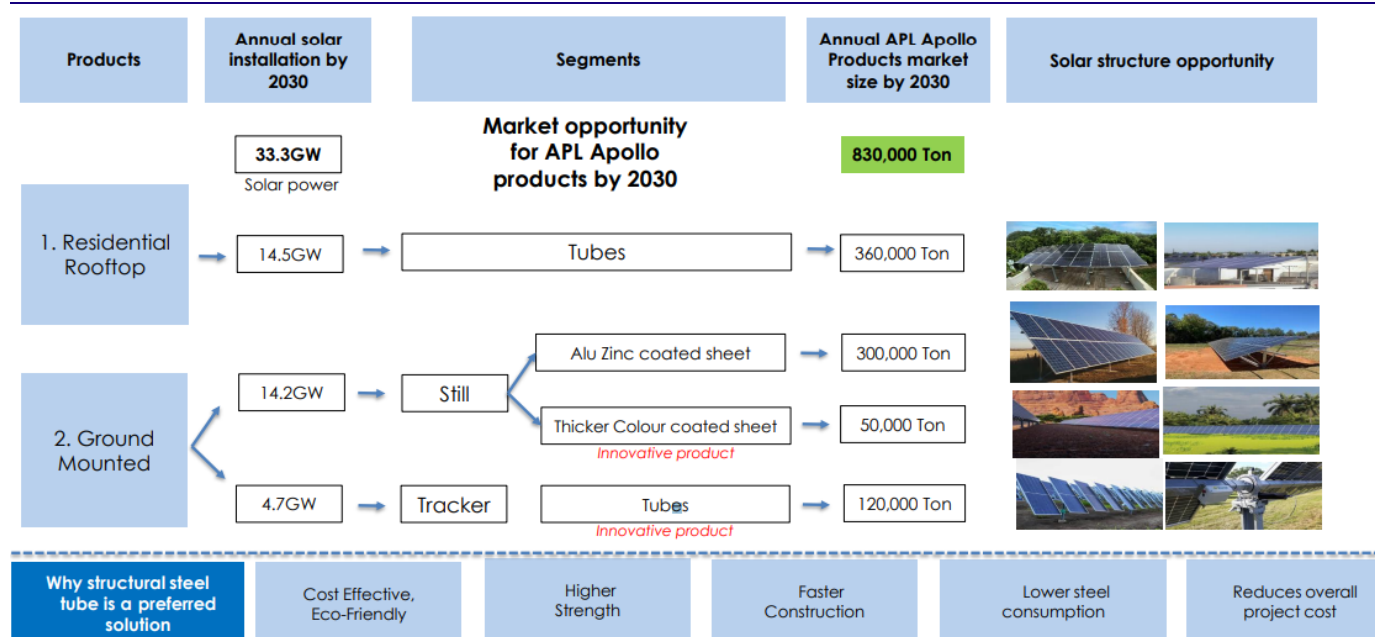 Products
Annual solar
installation by
2030
Segments
Annual APL Apollo
Products market
size by 2030
Solar structure opportunity
33.3GW
Solar power
Market opportunity
for APL Apollo
products by 2030
830,000 Ton
1. Residential
Rooftop
14.5GW
Tubes
360,000 Ton
2. Ground
Mounted
14.2GW
Still
Alu Zinc coated sheet
300,000 Ton
Thicker Colour coated sheet
Innovative product
50,000 Ton
4.7GW
Tracker
Tubes
Innovative product
120,000 Ton
Why structural steel
tube is a preferred
solution
Cost Effective,
Eco-Friendly
Higher
Strength
Faster
Construction
Lower steel
consumption
Reduces overall
project cost